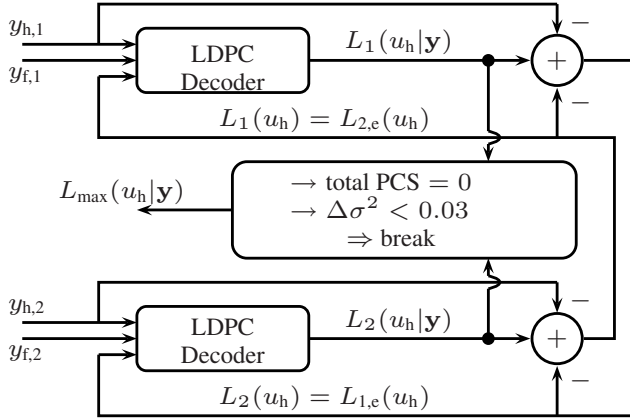 y_{h,1}
y_{f,1}
LDPC
Decoder
L_1(u_h|𝐲)
−
+
−
L_1(u_h) = L_{2,e}(u_h)
L_max(u_h|𝐲)
→ total PCS = 0
→ Δσ² < 0.03
⇒ break
y_{h,2}
y_{f,2}
LDPC
Decoder
L_2(u_h|𝐲)
−
+
−
L_2(u_h) = L_{1,e}(u_h)